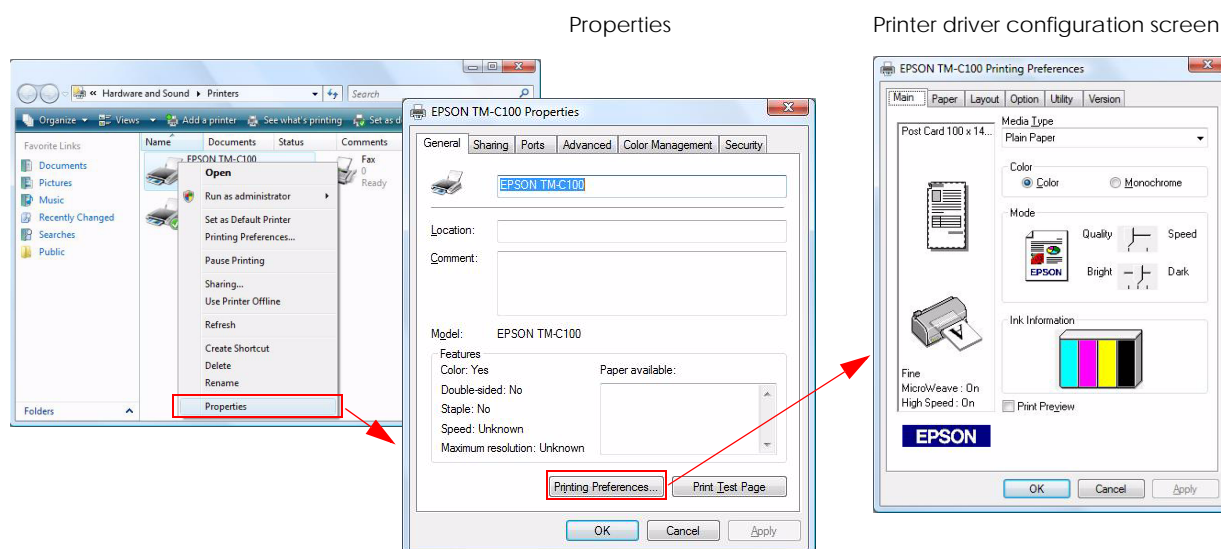 Properties
Printer driver configuration screen
Hardware and Sound
Printers
Search
Organize
Views
Add a printer
See what's printing
Set as d
Favorite Links
Documents
Pictures
Music
Recently Changed
Searches
Public
Folders
Name
Documents
Status
Comments
EPSON TM-C100
Fax
0
Ready
Open
Run as administrator
Set as Default Printer
Printing Preferences...
Pause Printing
Sharing...
Use Printer Offline
Refresh
Create Shortcut
Delete
Rename
Properties
EPSON TM-C100 Properties
General
Sharing
Ports
Advanced
Color Management
Security
EPSON TM-C100
Location:
Comment:
Model: EPSON TM-C100
Features
Color: Yes
Paper available:
Double-sided: No
Staple: No
Speed: Unknown
Maximum resolution: Unknown
Printing Preferences...
Print Test Page
OK
Cancel
Apply
EPSON TM-C100 Printing Preferences
Main
Paper
Layout
Option
Utility
Version
Post Card 100 x 14...
Media Type
Plain Paper
Color
Color
Monochrome
Mode
EPSON
Quality
Speed
Bright
Dark
Ink Information
A
Fine
MicroWeave : On
High Speed : On
Print Preview
EPSON
OK
Cancel
Apply